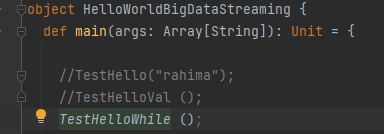 object HelloWorldBigDataStreaming {
def main(args: Array[String]): Unit = {
//TestHello("rahima");
//TestHelloVal ();
TestHelloWhile ();